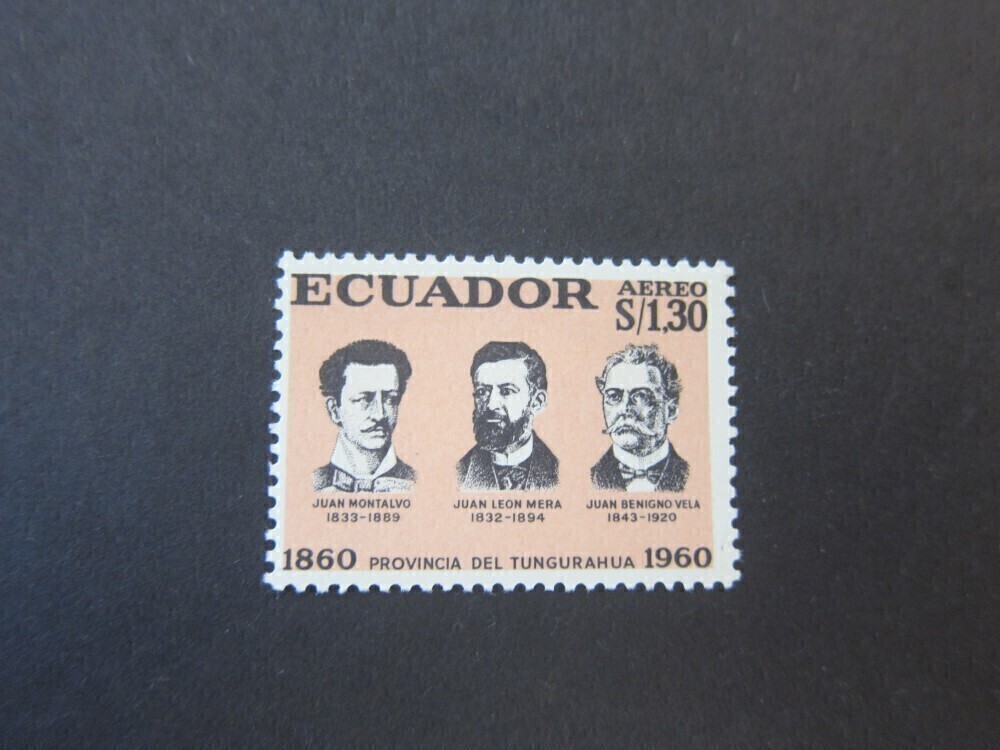 ECUADOR AEREO
S/1,30
JUAN MONTALVO JUAN LEON MERA JUAN BENIGNO VELA
1833-1889 1832-1894 1843-1920
1860 PROVINCIA DEL TUNGURAHUA 1960